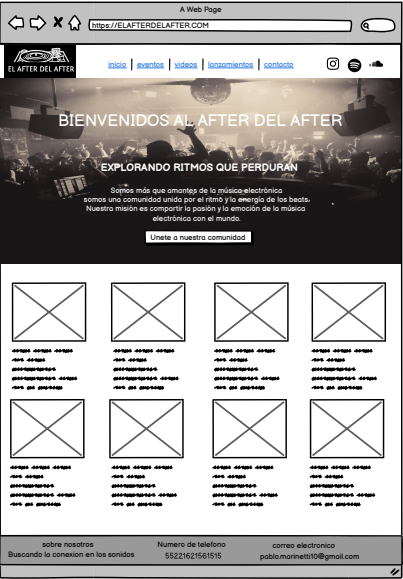 A Web Page
https://ELAFTERDELAFTER.COM
EL AFTER DEL AFTER
inicio | eventos | videos | lanzamientos | contacto
BIENVENIDOS AL AFTER DEL AFTER
EXPLORANDO RITMOS QUE PERDURAN
Somos más que amantes de la música electrónica
somos una comunidad unida por el ritmo y la energía de los beats.
Nuestra misión es compartir la pasión y la emoción de la música
electrónica con el mundo.
Unete a nuestra comunidad
sobre nosotros
Buscando la conexion en los sonidos
Numero de telefono
55221621561515
correo electronico
pablo.marinetti10@gmail.com